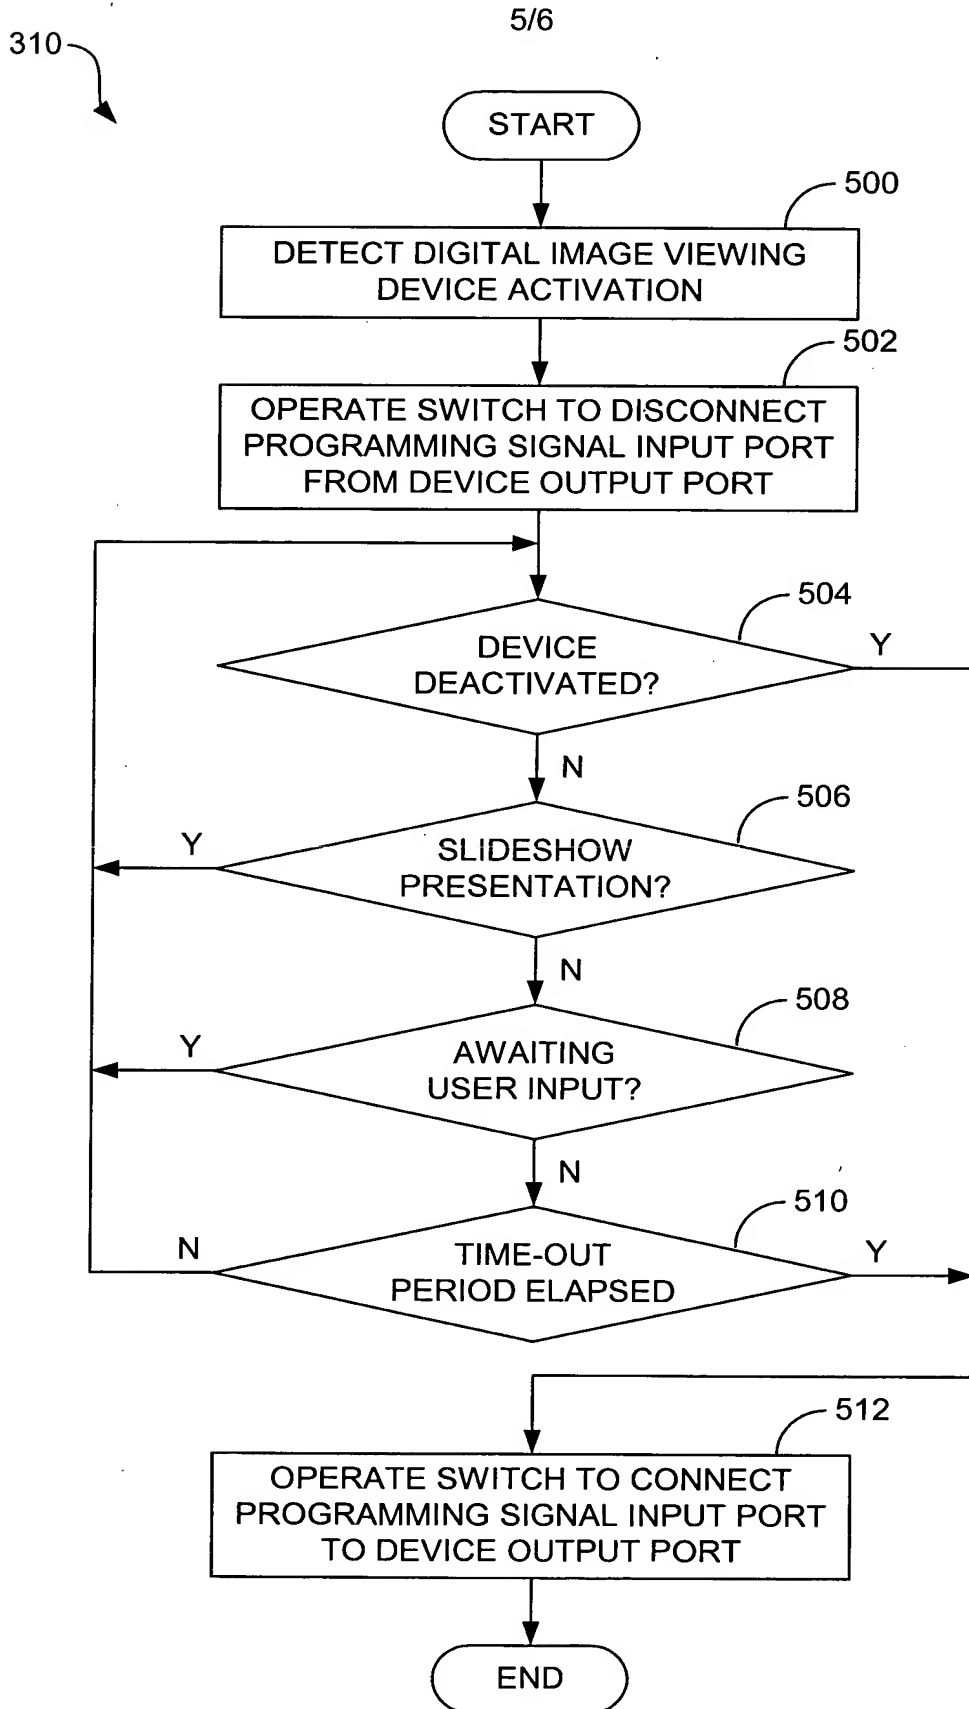 5/6
310
START
500
DETECT DIGITAL IMAGE VIEWING
DEVICE ACTIVATION
502
OPERATE SWITCH TO DISCONNECT
PROGRAMMING SIGNAL INPUT PORT
FROM DEVICE OUTPUT PORT
504
DEVICE
DEACTIVATED?
Y
N
506
SLIDESHOW
PRESENTATION?
Y
N
508
AWAITING
USER INPUT?
Y
N
510
TIME-OUT
PERIOD ELAPSED
N
Y
512
OPERATE SWITCH TO CONNECT
PROGRAMMING SIGNAL INPUT PORT
TO DEVICE OUTPUT PORT
END